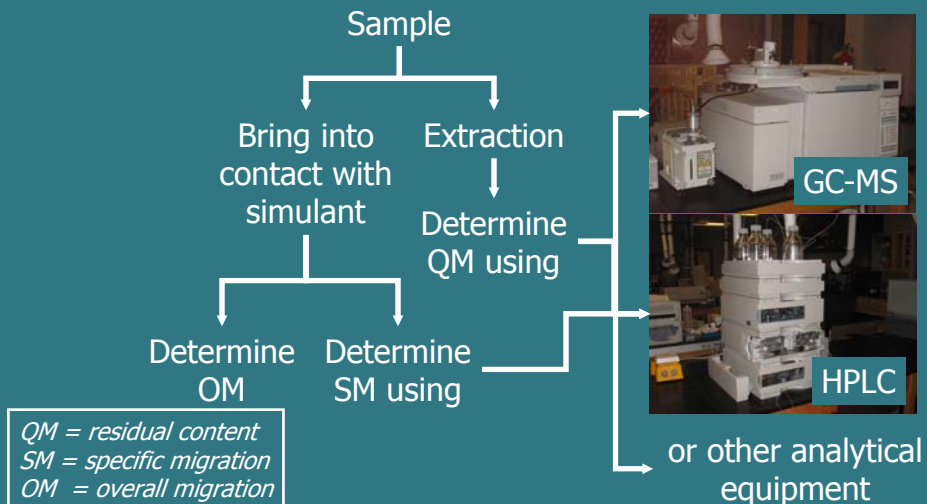 Sample
Bring into
contact with
simulant
Extraction
Determine
QM using
Determine
OM
Determine
SM using
GC-MS
HPLC
or other analytical
equipment
QM = residual content
SM = specific migration
OM = overall migration